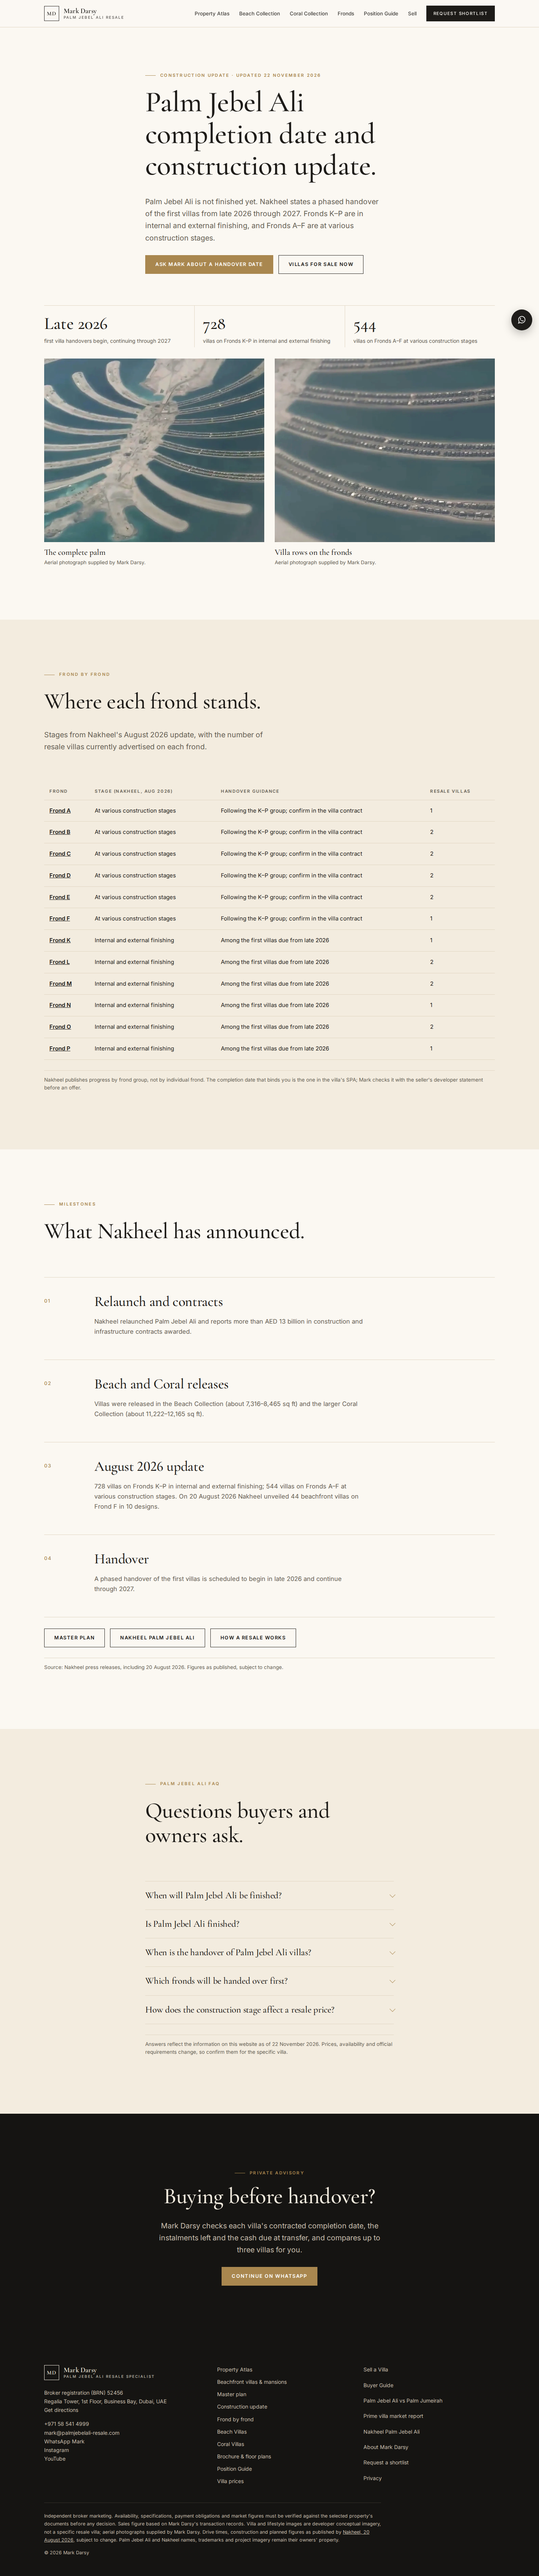 MD
Mark Darsy
PALM JEBEL ALI RESALE
Property Atlas
Beach Collection
Coral Collection
Fronds
Position Guide
Sell
REQUEST SHORTLIST
CONSTRUCTION UPDATE · UPDATED 22 NOVEMBER 2026
Palm Jebel Ali
completion date and
construction update.
Palm Jebel Ali is not finished yet. Nakheel states a phased handover
of the first villas from late 2026 through 2027. Fronds K–P are in
internal and external finishing, and Fronds A–F are at various
construction stages.
ASK MARK ABOUT A HANDOVER DATE
VILLAS FOR SALE NOW
Late 2026
first villa handovers begin, continuing through 2027
728
villas on Fronds K–P in internal and external finishing
544
villas on Fronds A–F at various construction stages
The complete palm
Aerial photograph supplied by Mark Darsy.
Villa rows on the fronds
Aerial photograph supplied by Mark Darsy.
FROND BY FROND
Where each frond stands.
Stages from Nakheel's August 2026 update, with the number of
resale villas currently advertised on each frond.
FROND STAGE (NAKHEEL, AUG 2026) HANDOVER GUIDANCE RESALE VILLAS
Frond A At various construction stages Following the K–P group; confirm in the villa contract 1
Frond B At various construction stages Following the K–P group; confirm in the villa contract 2
Frond C At various construction stages Following the K–P group; confirm in the villa contract 2
Frond D At various construction stages Following the K–P group; confirm in the villa contract 2
Frond E At various construction stages Following the K–P group; confirm in the villa contract 2
Frond F At various construction stages Following the K–P group; confirm in the villa contract 1
Frond K Internal and external finishing Among the first villas due from late 2026 1
Frond L Internal and external finishing Among the first villas due from late 2026 2
Frond M Internal and external finishing Among the first villas due from late 2026 2
Frond N Internal and external finishing Among the first villas due from late 2026 1
Frond O Internal and external finishing Among the first villas due from late 2026 2
Frond P Internal and external finishing Among the first villas due from late 2026 1
Nakheel publishes progress by frond group, not by individual frond. The completion date that binds you is the one in the villa's SPA; Mark checks it with the seller's developer statement
before an offer.
MILESTONES
What Nakheel has announced.
01
Relaunch and contracts
Nakheel relaunched Palm Jebel Ali and reports more than AED 13 billion in construction and
infrastructure contracts awarded.
02
Beach and Coral releases
Villas were released in the Beach Collection (about 7,316–8,465 sq ft) and the larger Coral
Collection (about 11,222–12,165 sq ft).
03
August 2026 update
728 villas on Fronds K–P in internal and external finishing; 544 villas on Fronds A–F at
various construction stages. On 20 August 2026 Nakheel unveiled 44 beachfront villas on
Frond F in 10 designs.
04
Handover
A phased handover of the first villas is scheduled to begin in late 2026 and continue
through 2027.
MASTER PLAN
NAKHEEL PALM JEBEL ALI
HOW A RESALE WORKS
Source: Nakheel press releases, including 20 August 2026. Figures as published, subject to change.
PALM JEBEL ALI FAQ
Questions buyers and
owners ask.
When will Palm Jebel Ali be finished?
Is Palm Jebel Ali finished?
When is the handover of Palm Jebel Ali villas?
Which fronds will be handed over first?
How does the construction stage affect a resale price?
Answers reflect the information on this website as of 22 November 2026. Prices, availability and official
requirements change, so confirm them for the specific villa.
PRIVATE ADVISORY
Buying before handover?
Mark Darsy checks each villa's contracted completion date, the
instalments left and the cash due at transfer, and compares up to
three villas for you.
CONTINUE ON WHATSAPP
MD
Mark Darsy
PALM JEBEL ALI RESALE SPECIALIST
Broker registration (BRN) 52456
Regalia Tower, 1st Floor, Business Bay, Dubai, UAE
Get directions
+971 58 541 4999
mark@palmjebelali-resale.com
WhatsApp Mark
Instagram
YouTube
Property Atlas
Beachfront villas & mansions
Master plan
Construction update
Frond by frond
Beach Villas
Coral Villas
Brochure & floor plans
Position Guide
Villa prices
Sell a Villa
Buyer Guide
Palm Jebel Ali vs Palm Jumeirah
Prime villa market report
Nakheel Palm Jebel Ali
About Mark Darsy
Request a shortlist
Privacy
Independent broker marketing. Availability, specifications, payment obligations and market figures must be verified against the selected property's
documents before any decision. Sales figure based on Mark Darsy's transaction records. Villa and lifestyle images are developer conceptual imagery,
not a specific resale villa; aerial photographs supplied by Mark Darsy. Drive times, construction and planned figures as published by Nakheel, 20
August 2026, subject to change. Palm Jebel Ali and Nakheel names, trademarks and project imagery remain their owners' property.
© 2026 Mark Darsy